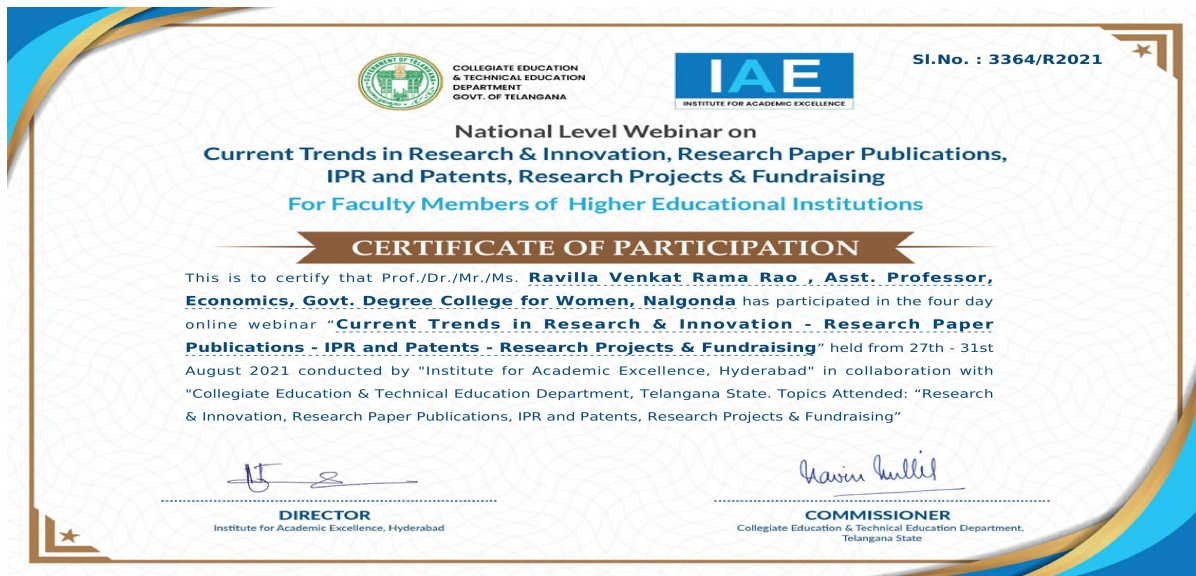 Sl.No. : 3364/R2021
GOVERNMENT OF TELANGANA
COLLEGIATE EDUCATION
& TECHNICAL EDUCATION
DEPARTMENT
GOVT. OF TELANGANA
IAE
INSTITUTE FOR ACADEMIC EXCELLENCE
National Level Webinar on
Current Trends in Research & Innovation, Research Paper Publications,
IPR and Patents, Research Projects & Fundraising
For Faculty Members of Higher Educational Institutions
CERTIFICATE OF PARTICIPATION
This is to certify that Prof./Dr./Mr./Ms. Ravilla Venkat Rama Rao , Asst. Professor,
Economics, Govt. Degree College for Women, Nalgonda has participated in the four day
online webinar “Current Trends in Research & Innovation - Research Paper
Publications - IPR and Patents - Research Projects & Fundraising” held from 27th - 31st
August 2021 conducted by "Institute for Academic Excellence, Hyderabad" in collaboration with
"Collegiate Education & Technical Education Department, Telangana State. Topics Attended: “Research
& Innovation, Research Paper Publications, IPR and Patents, Research Projects & Fundraising”
DIRECTOR
Institute for Academic Excellence, Hyderabad
COMMISSIONER
Collegiate Education & Technical Education Department,
Telangana State